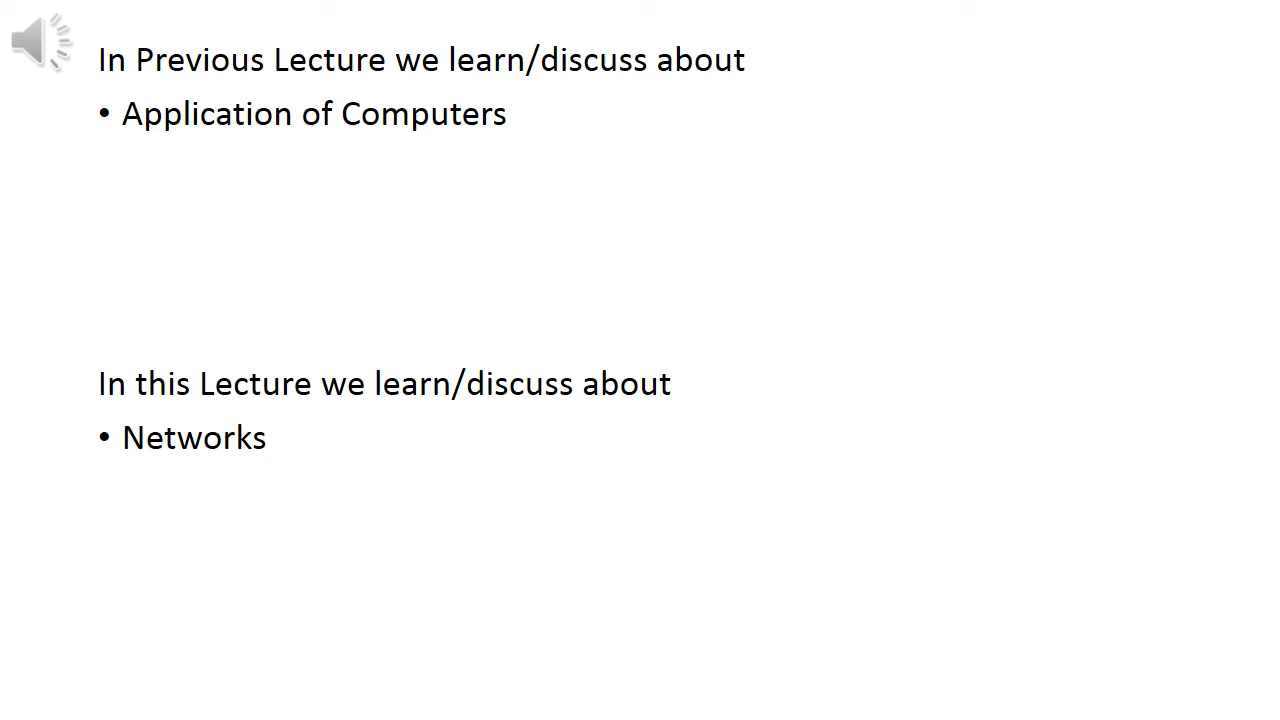 In Previous Lecture we learn/discuss about
• Application of Computers
In this Lecture we learn/discuss about
• Networks